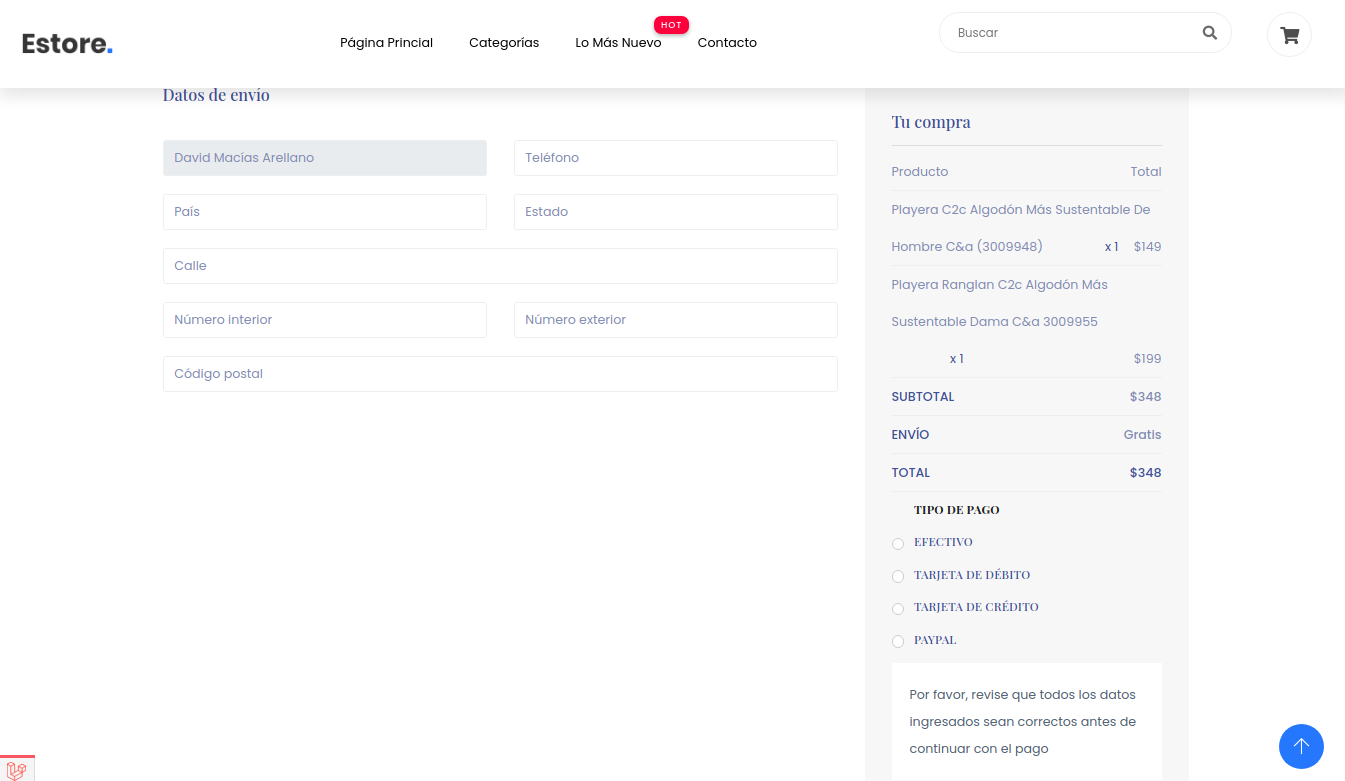 Estore.
Página Princial
Categorías
Lo Más Nuevo
HOT
Contacto
Buscar
Datos de envío
David Macías Arellano
Teléfono
País
Estado
Calle
Número interior
Número exterior
Código postal
Tu compra
Producto Total
Playera C2c Algodón Más Sustentable De
Hombre C&a (3009948) x 1 $149
Playera Ranglan C2c Algodón Más
Sustentable Dama C&a 3009955
x 1 $199
SUBTOTAL $348
ENVÍO Gratis
TOTAL $348
TIPO DE PAGO
EFECTIVO
TARJETA DE DÉBITO
TARJETA DE CRÉDITO
PAYPAL
Por favor, revise que todos los datos
ingresados sean correctos antes de
continuar con el pago